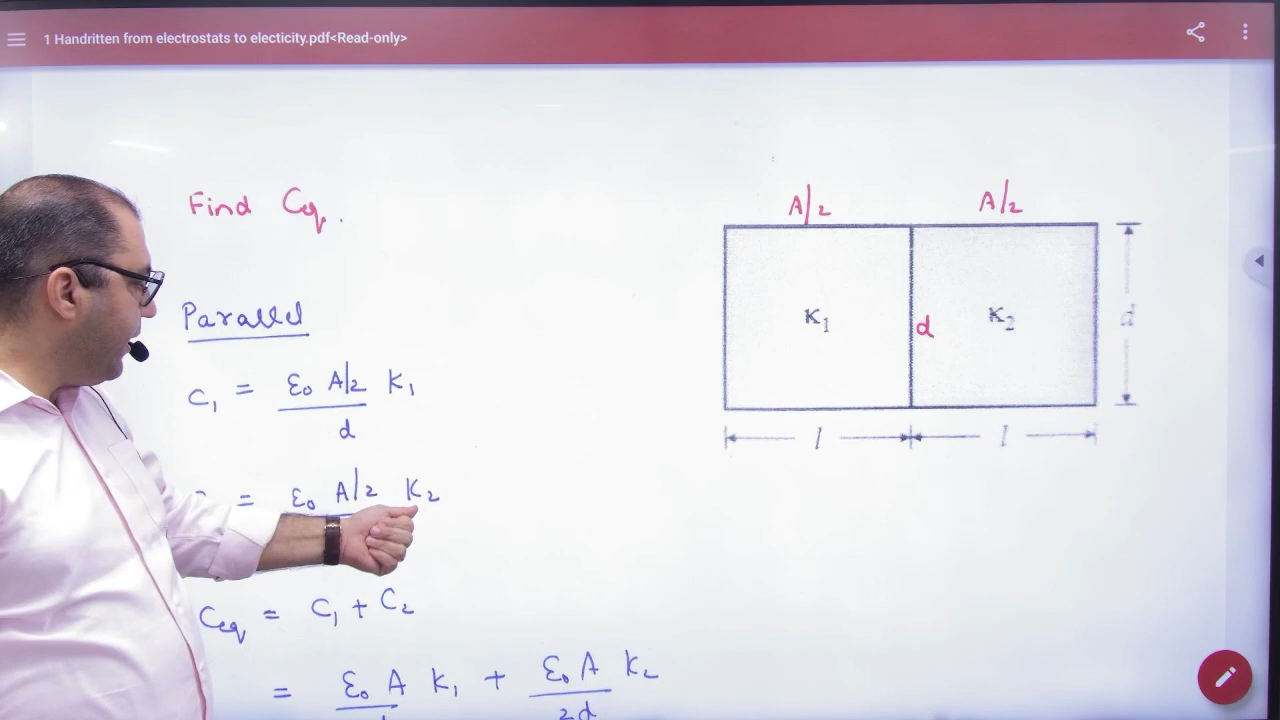 1 Handritten from electrostats to electicity.pdf<Read-only>
Find Ceq.
A/2 A/2
Parallel
K1 d K2 d
C1 = ε0 A/2 K1
d
l l
= ε0 A/2 K2
Ceq = C1 + C2
= ε0 A K1 + ε0 A K2
2d